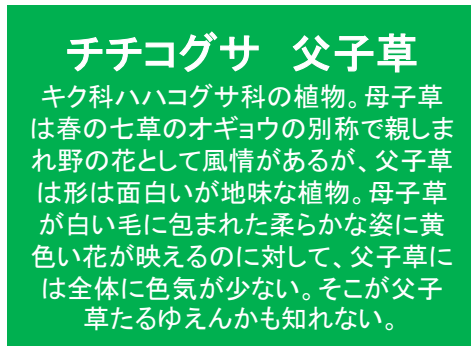 チチコグサ　父子草
キク科ハハコグサ科の植物。母子草
は春の七草のオギョウの別称で親しま
れ野の花として風情があるが、父子草
は形は面白いが地味な植物。母子草
が白い毛に包まれた柔らかな姿に黄
色い花が映えるのに対して、父子草に
は全体に色気が少ない。そこが父子
草たるゆえんかも知れない。